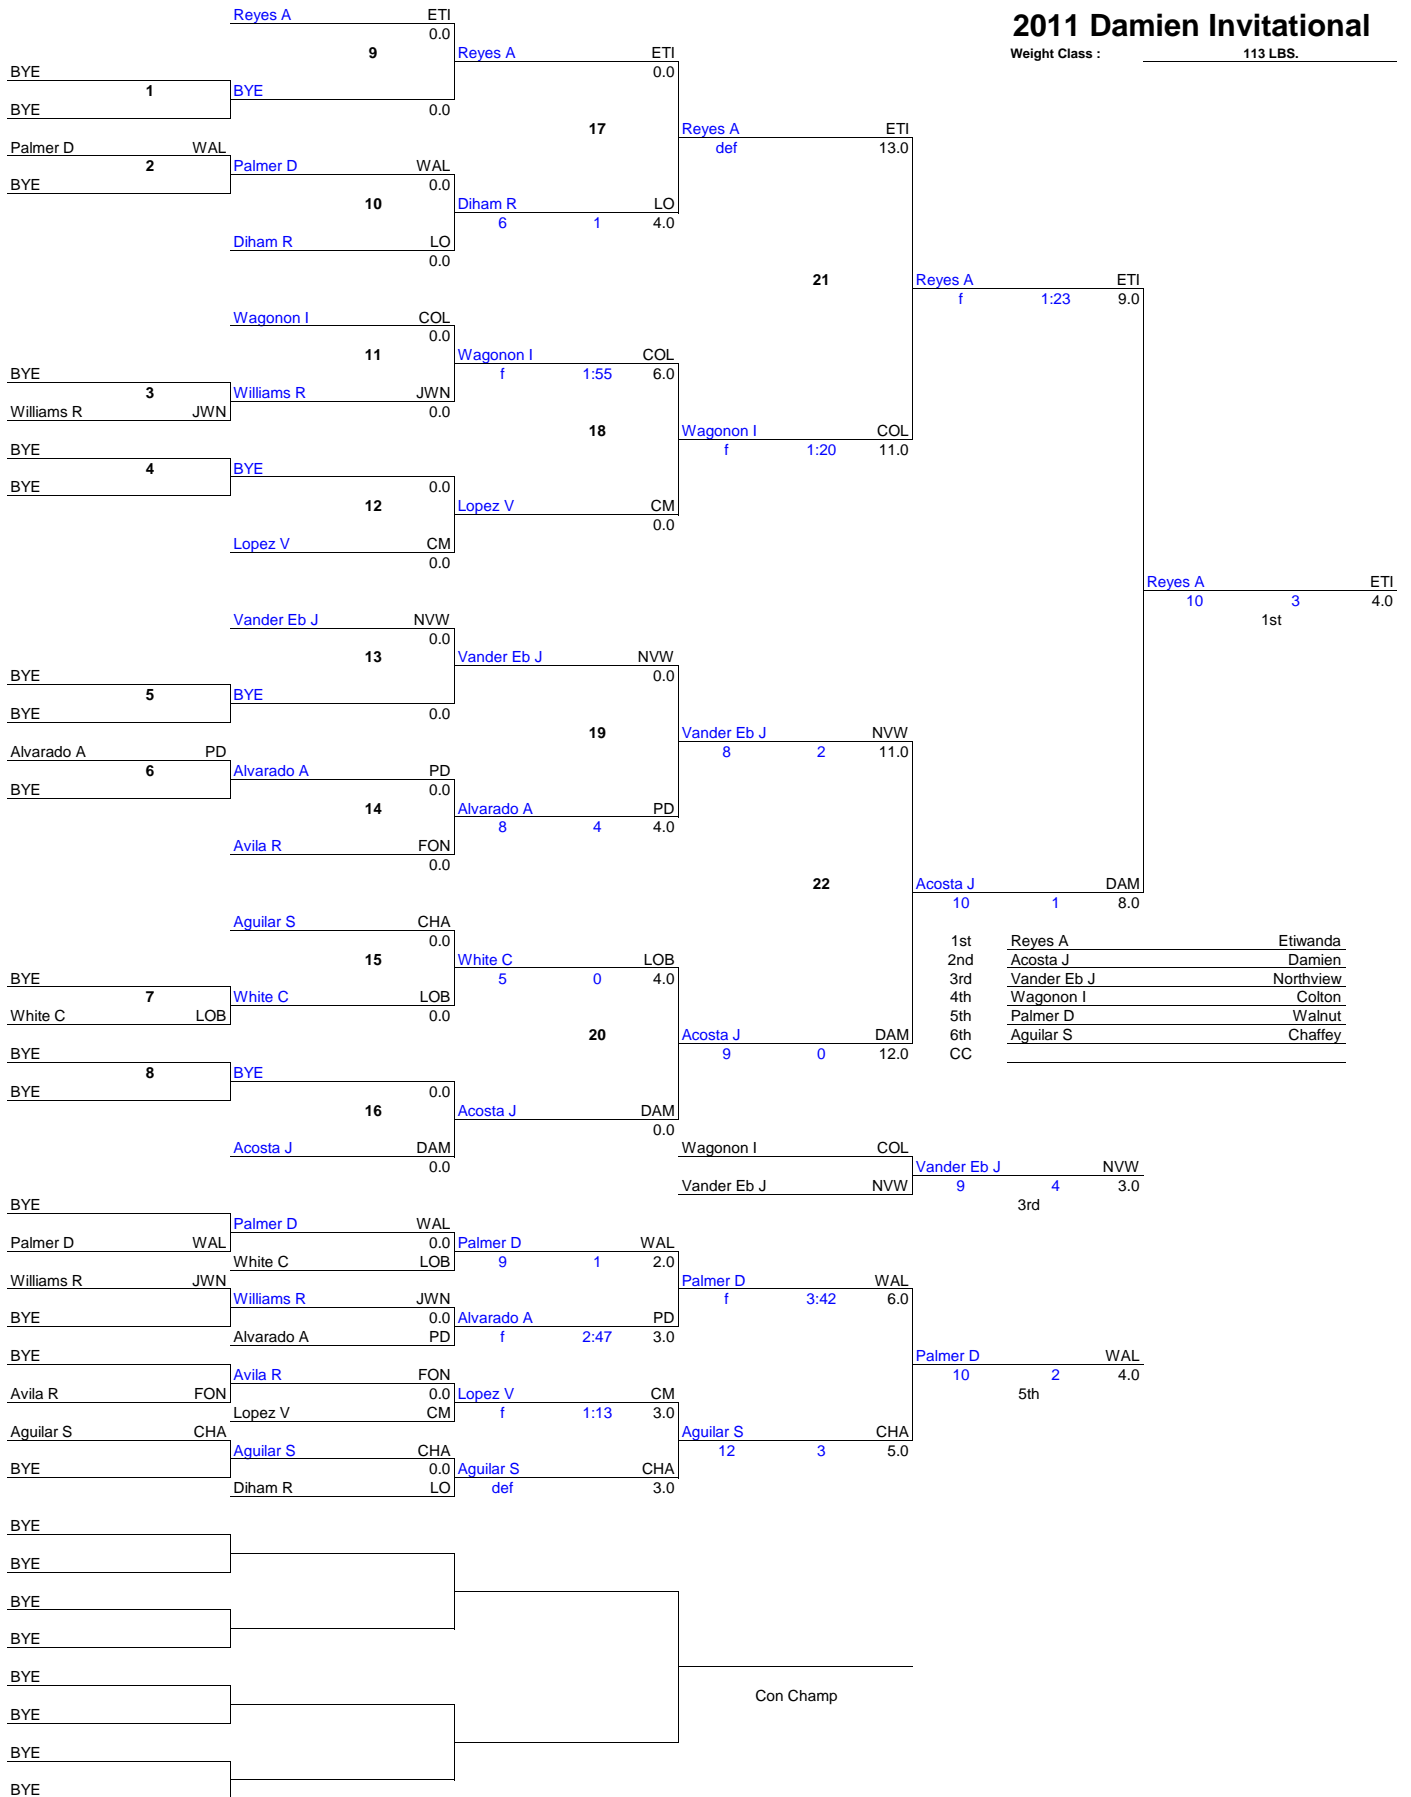 Reyes A ETI
2011 Damien Invitational
0.0
9 Reyes A ETI
Weight Class : 113 LBS.
BYE 0.0
1 BYE
BYE 0.0
17 Reyes A ETI
Palmer D WAL def 13.0
2 Palmer D WAL
BYE 0.0
10 Diham R LO
6 1 4.0
Diham R LO
0.0
21 Reyes A ETI
f 1:23 9.0
Wagonon I COL
0.0
11 Wagonon I COL
BYE f 1:55 6.0
3 Williams R JWN
Williams R JWN 0.0
18 Wagonon I COL
BYE f 1:20 11.0
4 BYE
BYE 0.0
12 Lopez V CM
0.0
Lopez V CM
0.0
Reyes A ETI
10 3 4.0
1st
Vander Eb J NVW
0.0
13 Vander Eb J NVW
BYE 0.0
5 BYE
BYE 0.0
19 Vander Eb J NVW
Alvarado A PD 8 2 11.0
6 Alvarado A PD
BYE 0.0
14 Alvarado A PD
8 4 4.0
Avila R FON
0.0
22 Acosta J DAM
10 1 8.0
Aguilar S CHA
0.0 1st Reyes A Etiwanda
15 White C LOB 2nd Acosta J Damien
BYE 5 0 4.0 3rd Vander Eb J Northview
7 White C LOB 4th Wagonon I Colton
White C LOB 0.0 5th Palmer D Walnut
20 Acosta J DAM 6th Aguilar S Chaffey
BYE 9 0 12.0 CC
8 BYE
BYE 0.0
16 Acosta J DAM
0.0
Acosta J DAM Wagonon I COL
0.0 Vander Eb J NVW
Vander Eb J NVW 9 4 3.0
BYE 3rd
Palmer D WAL
Palmer D WAL 0.0 Palmer D WAL
White C LOB 9 1 2.0
Williams R JWN Palmer D WAL
Williams R JWN f 3:42 6.0
BYE 0.0 Alvarado A PD
Alvarado A PD f 2:47 3.0
BYE Palmer D WAL
Avila R FON 10 2 4.0
Avila R FON 0.0 Lopez V CM 5th
Lopez V CM f 1:13 3.0
Aguilar S CHA Aguilar S CHA
Aguilar S CHA 12 3 5.0
BYE 0.0 Aguilar S CHA
Diham R LO def 3.0
BYE
BYE
BYE
BYE
BYE
Con Champ
BYE
BYE
BYE